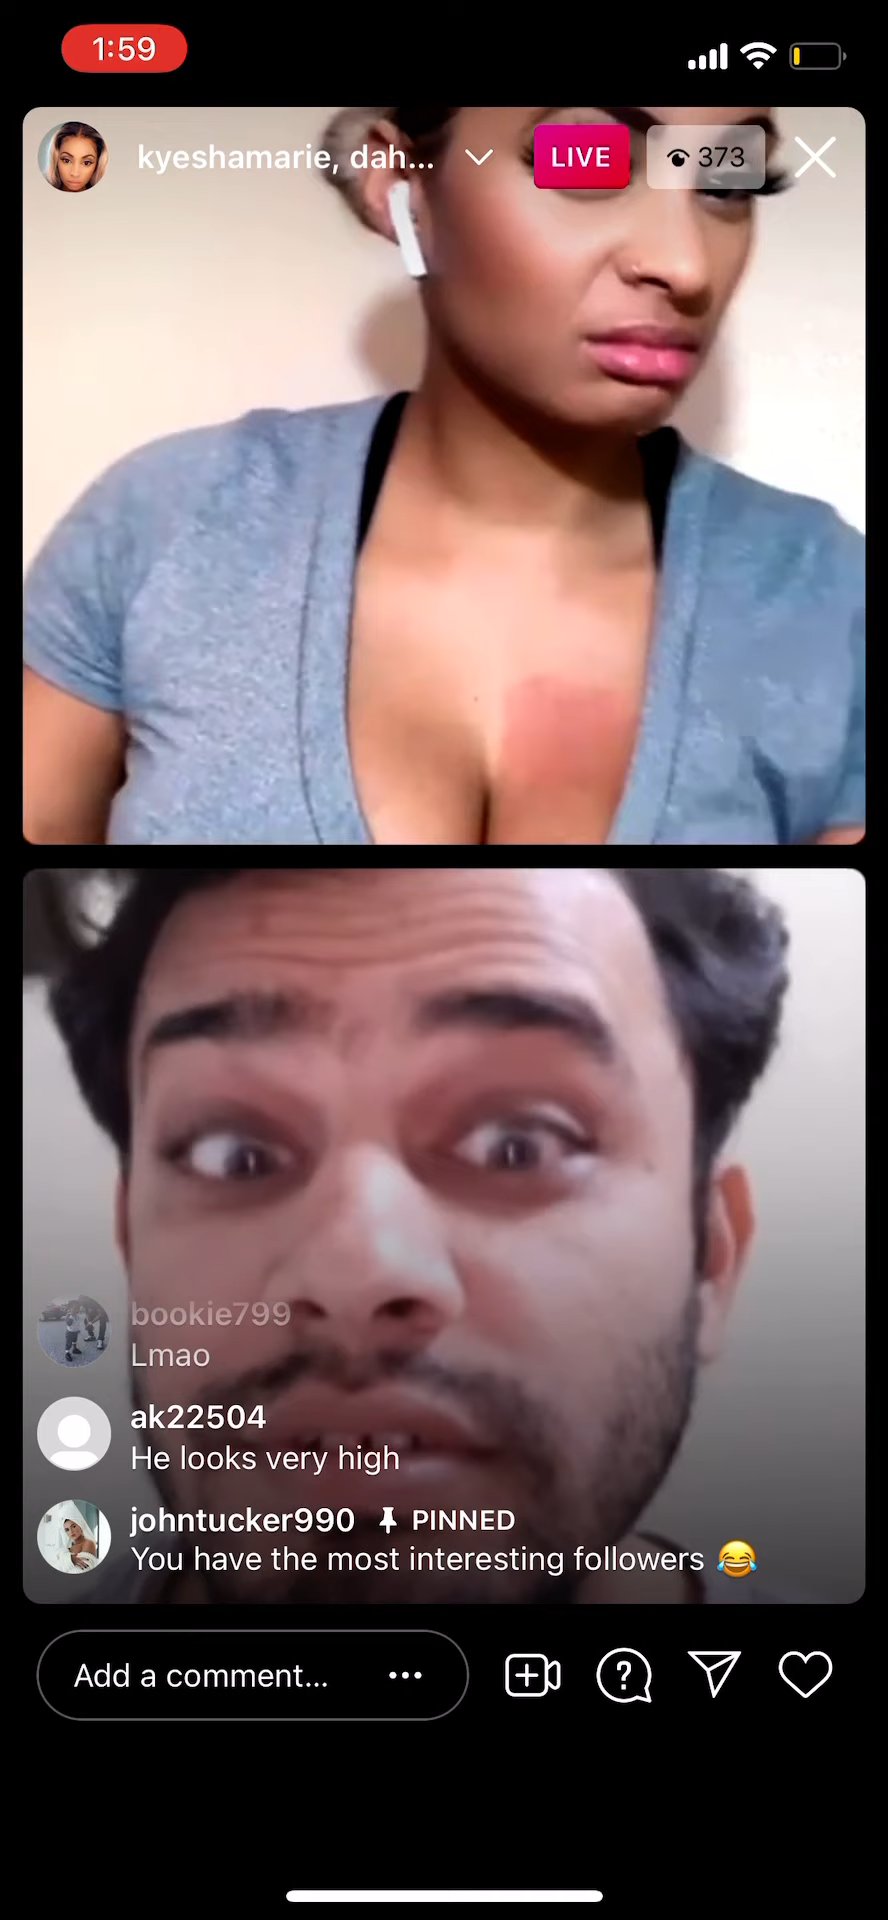 1:59
kyeshamarie, dah...
LIVE
373
bookie799
Lmao
ak22504
He looks very high
johntucker990 PINNED
You have the most interesting followers 😂
Add a comment...